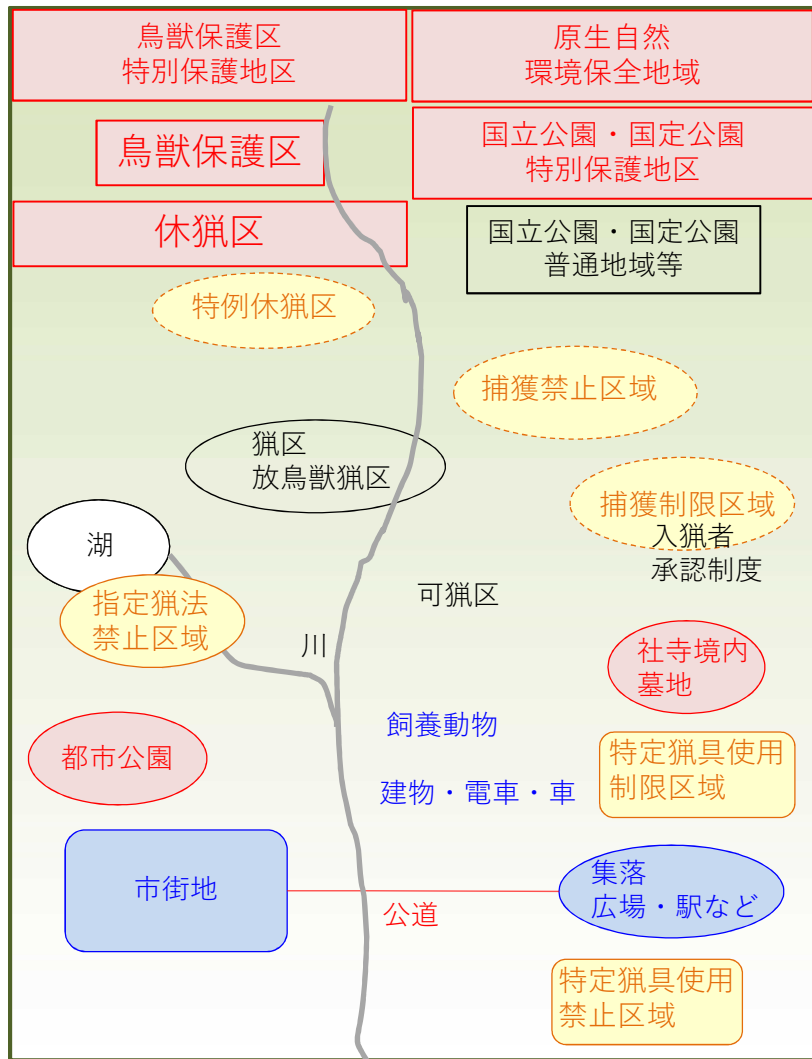 鳥獣保護区
特別保護地区
原生自然
環境保全地域
鳥獣保護区
国立公園・国定公園
特別保護地区
休猟区
国立公園・国定公園
普通地域等
特例休猟区
捕獲禁止区域
猟区
放鳥獣猟区
捕獲制限区域
入猟者
承認制度
湖
可猟区
指定猟法
禁止区域
川
社寺境内
墓地
飼養動物
都市公園
特定猟具使用
制限区域
建物・電車・車
市街地
集落
広場・駅など
公道
特定猟具使用
禁止区域